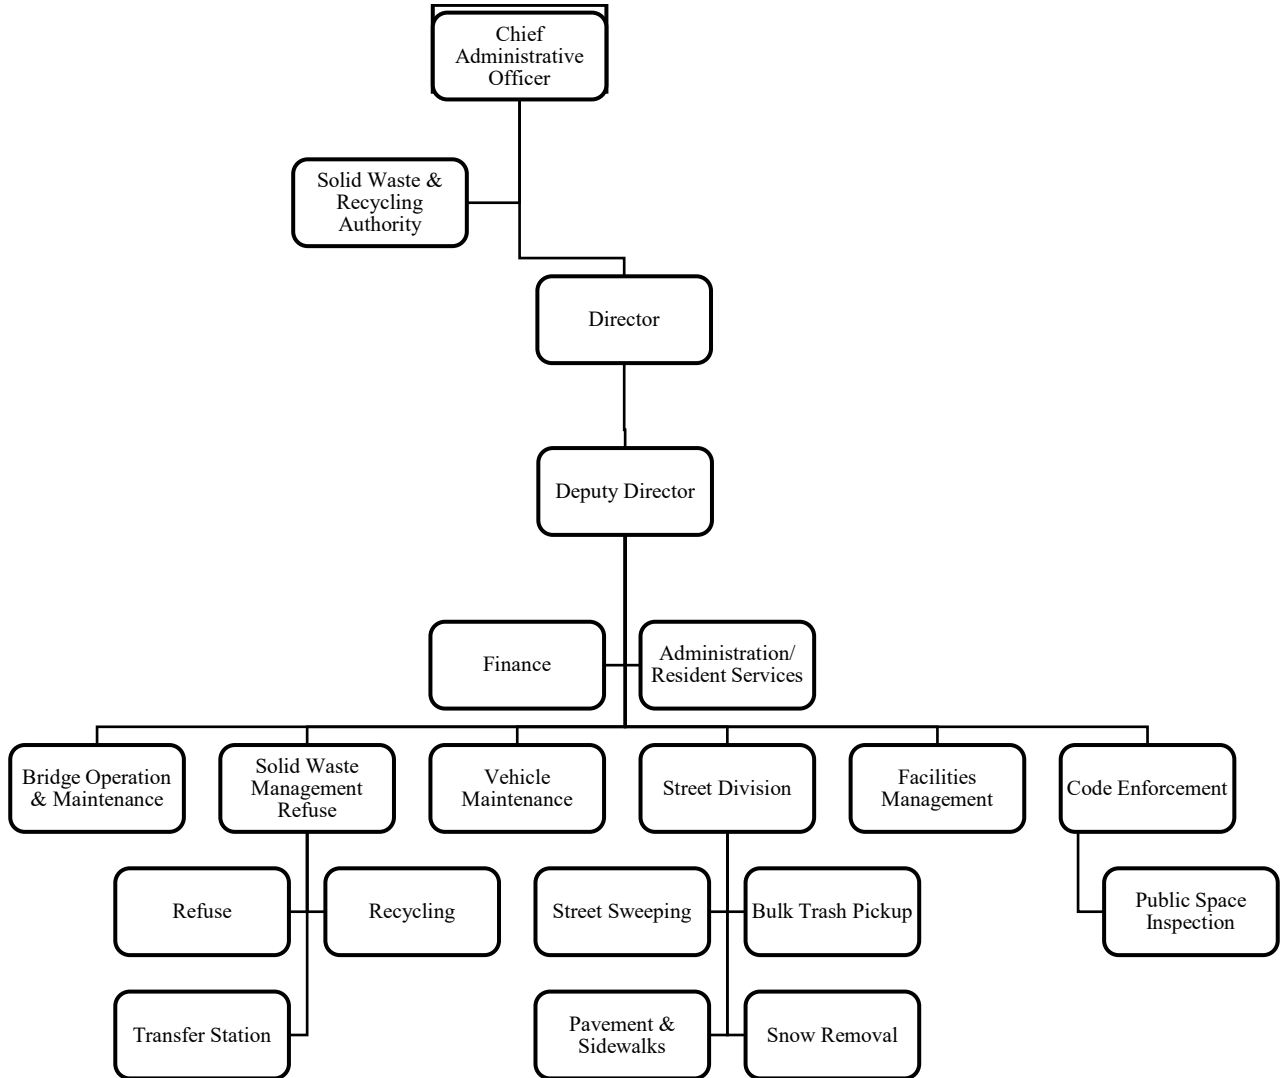 Chief
Administrative
Officer
Solid Waste &
Recycling
Authority
Director
Deputy Director
Finance
Administration/
Resident Services
Bridge Operation
& Maintenance
Solid Waste
Management
Refuse
Vehicle
Maintenance
Street Division
Facilities
Management
Code Enforcement
Refuse
Recycling
Street Sweeping
Bulk Trash Pickup
Public Space
Inspection
Transfer Station
Pavement &
Sidewalks
Snow Removal